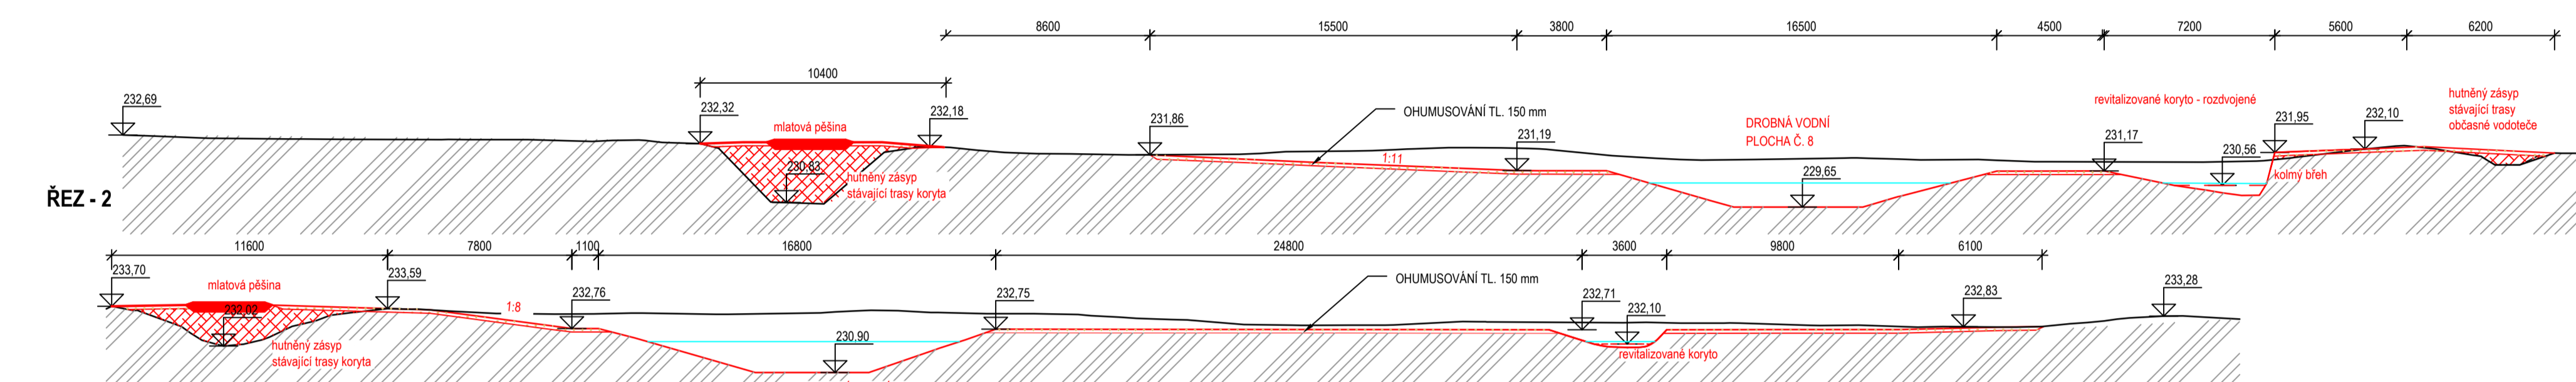 8600 15500 3800 16500 4500 7200 5600 6200
10400
232,69
232,32
232,18
231,86
231,19
231,17
231,95
232,10
230,56
229,65
230,83
mlatová pěšina
hutněný zásyp
stávající trasy koryta
OHUMUSOVÁNÍ TL. 150 mm
1:11
DROBNÁ VODNÍ
PLOCHA Č. 8
revitalizované koryto - rozdvojené
kolmý břeh
hutněný zásyp
stávající trasy
občasné vodoteče
ŘEZ - 2
11600 7800 1100 16800 24800 3600 9800 6100
233,70
233,59
232,76
232,75
232,71
232,10
232,83
233,28
mlatová pěšina
232,02
1:8
230,90
OHUMUSOVÁNÍ TL. 150 mm
hutněný zásyp
stávající trasy koryta
revitalizované koryto